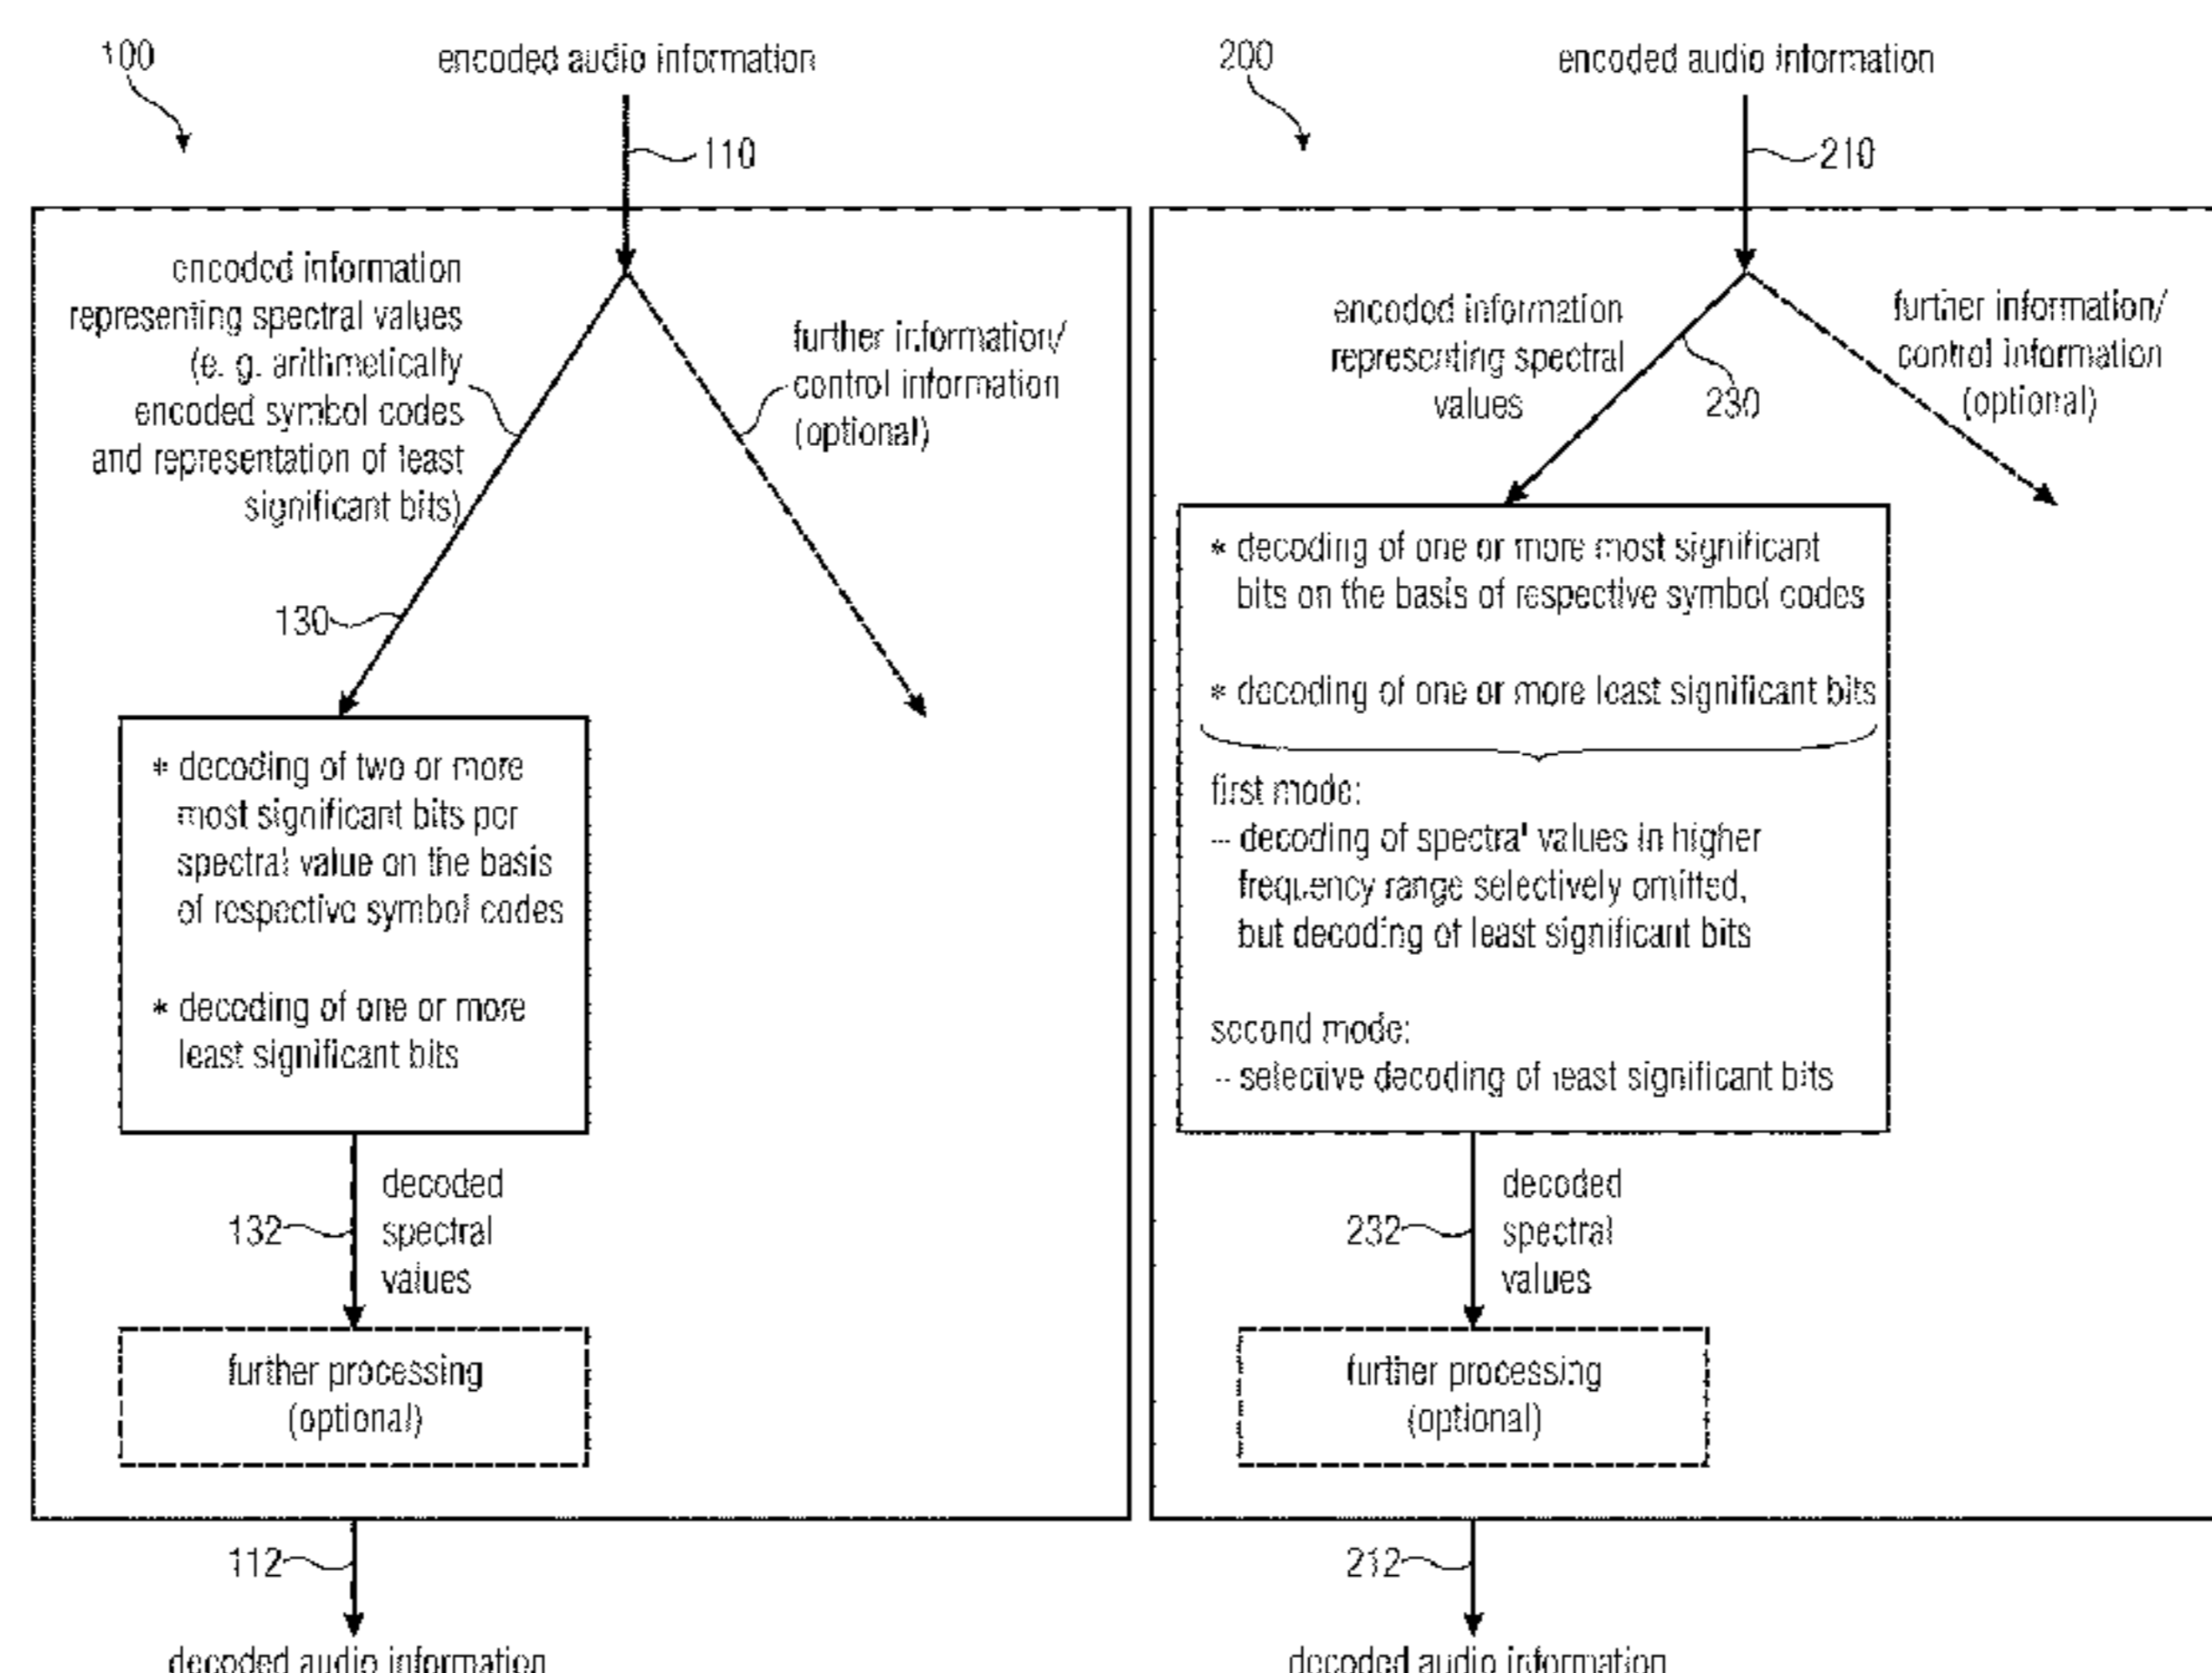 100
encoded audio information
110
encoded information
representing spectral values
(e. g. arithmetically
encoded symbol codes
and representation of least
significant bits)
further information/
control information
(optional)
130
* decoding of two or more
most significant bits per
spectral value on the basis
of respective symbol codes
* decoding of one or more
least significant bits
132
decoded
spectral
values
further processing
(optional)
112
decoded audio information
200
encoded audio information
210
encoded information
representing spectral
values
230
further information/
control information
(optional)
* decoding of one or more most significant
bits on the basis of respective symbol codes
* decoding of one or more least significant bits
first mode:
- decoding of spectral values in higher
frequency range selectively omitted,
but decoding of least significant bits
second mode:
- selective decoding of least significant bits
232
decoded
spectral
values
further processing
(optional)
212
decoded audio information